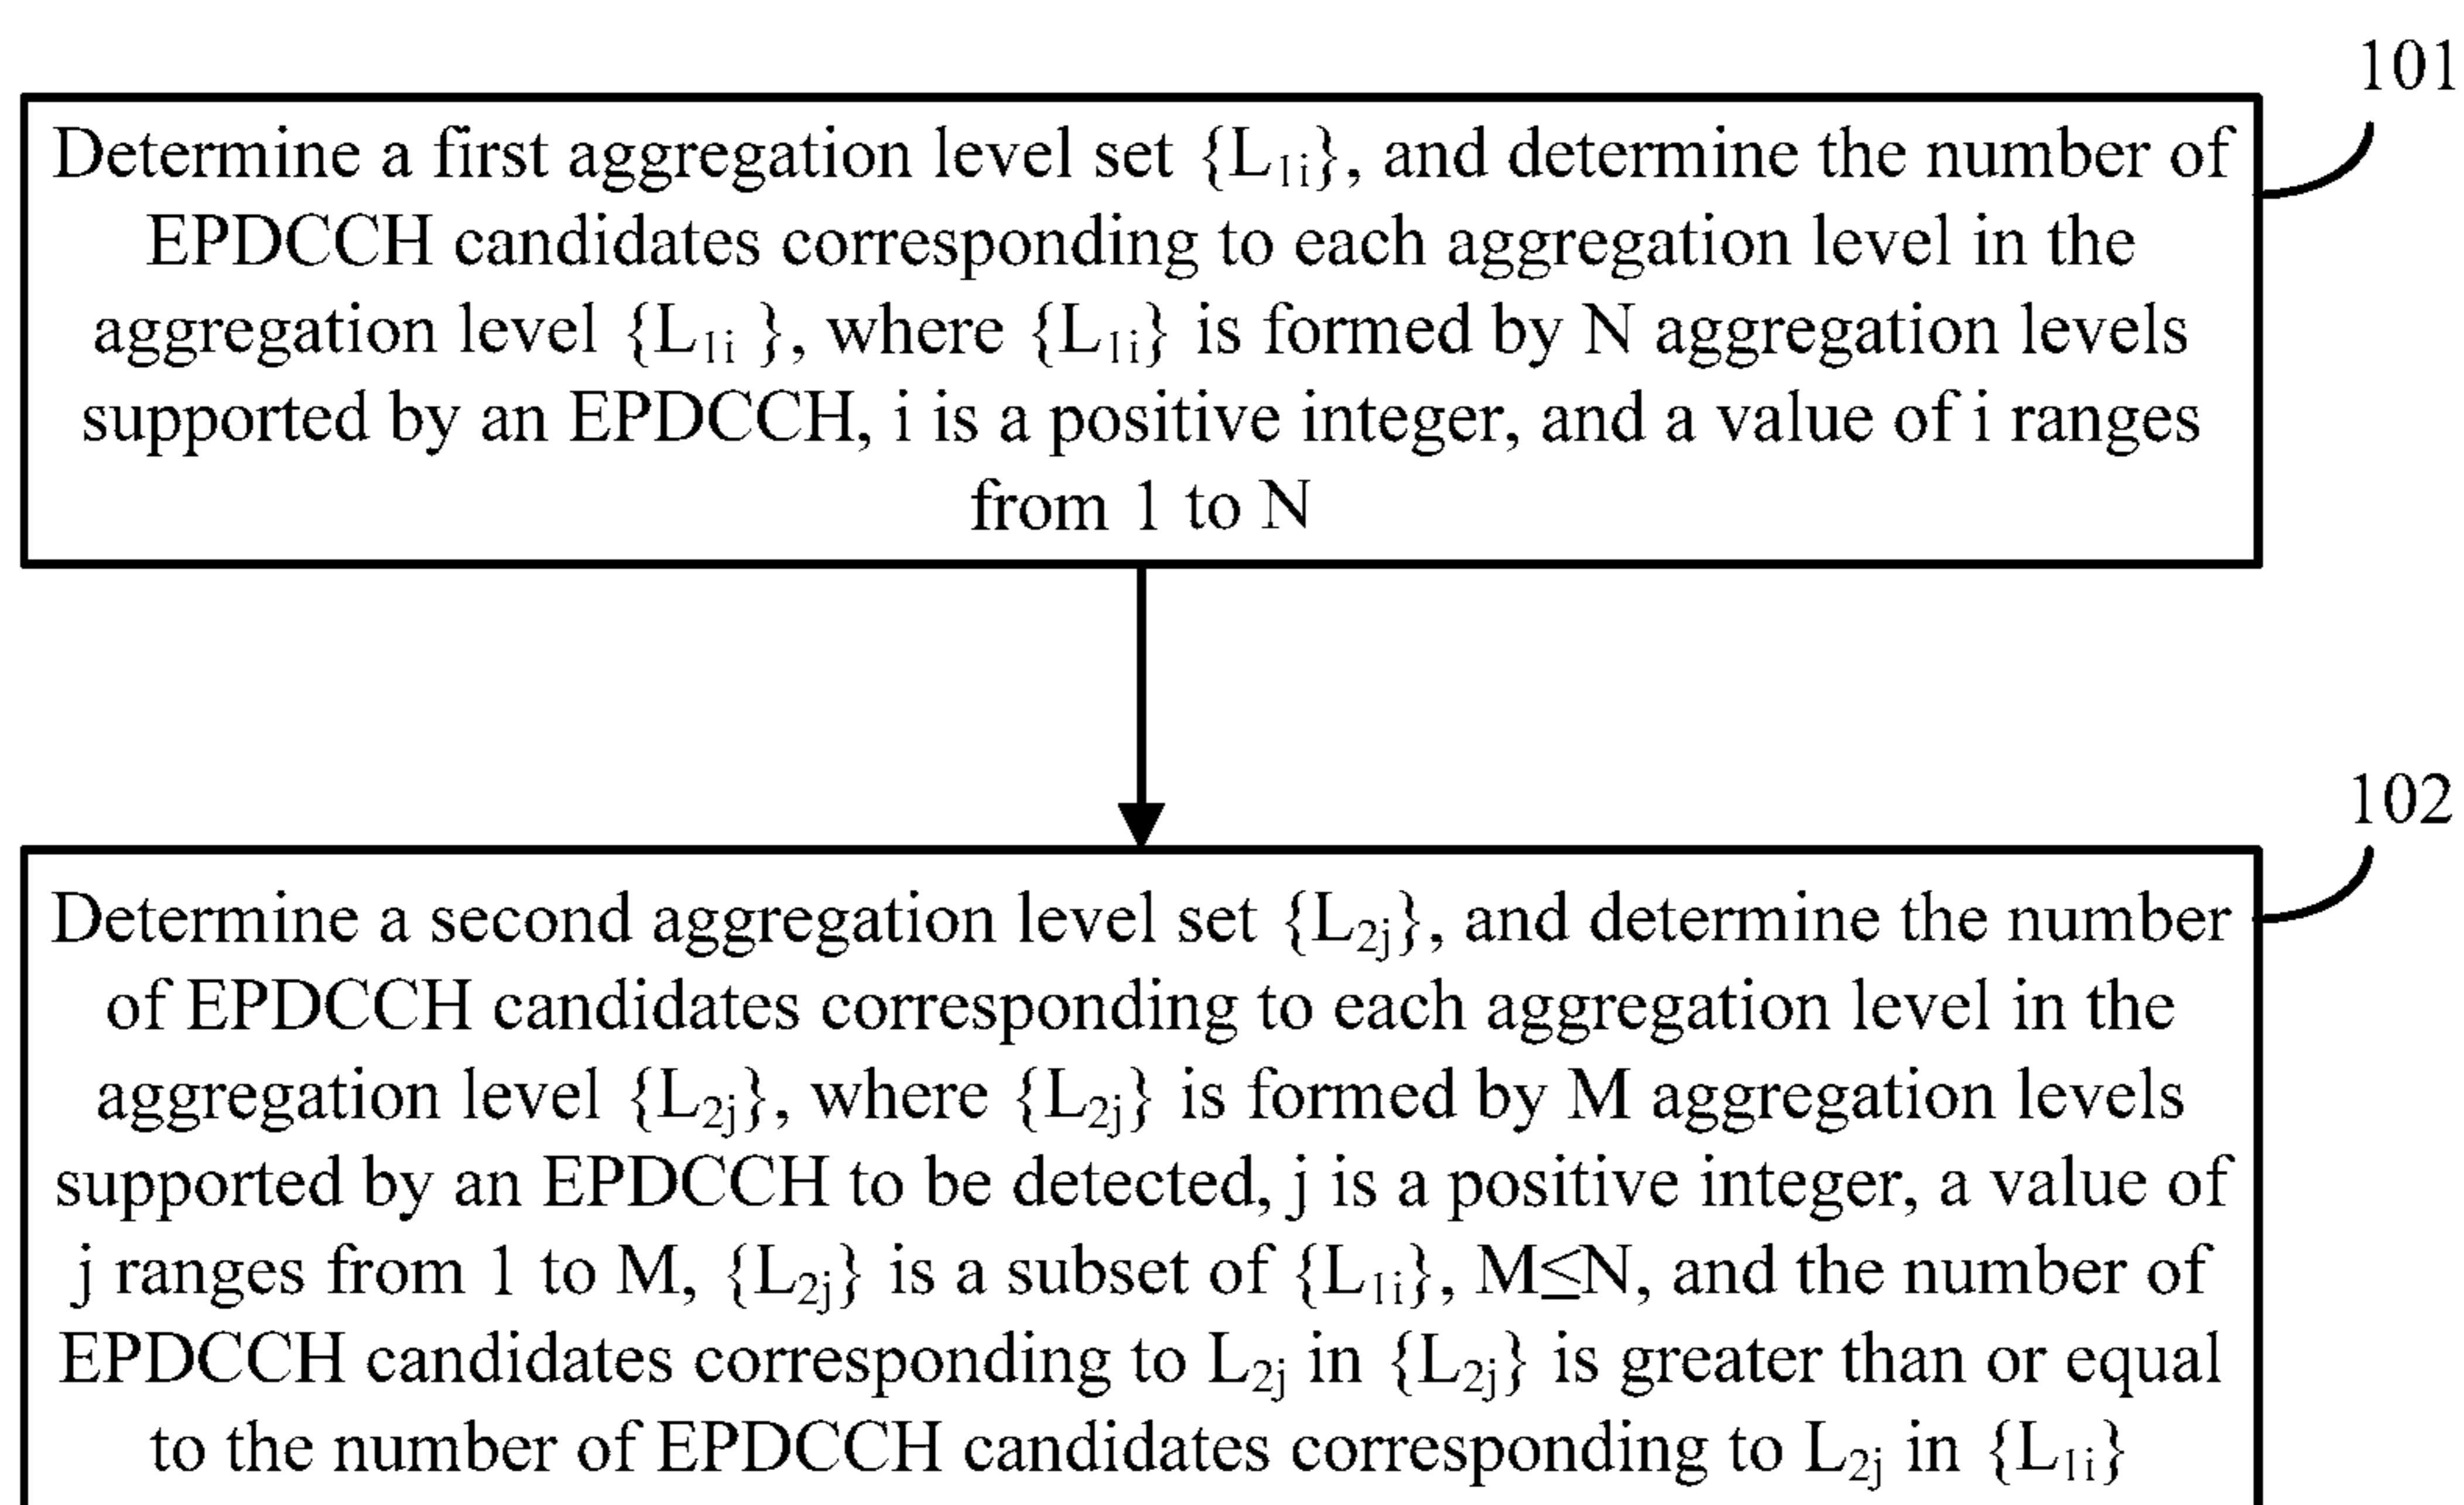 101
Determine a first aggregation level set {L1i}, and determine the number of
EPDCCH candidates corresponding to each aggregation level in the
aggregation level {L1i }, where {L1i} is formed by N aggregation levels
supported by an EPDCCH, i is a positive integer, and a value of i ranges
from 1 to N
102
Determine a second aggregation level set {L2j}, and determine the number
of EPDCCH candidates corresponding to each aggregation level in the
aggregation level {L2j}, where {L2j} is formed by M aggregation levels
supported by an EPDCCH to be detected, j is a positive integer, a value of
j ranges from 1 to M, {L2j} is a subset of {L1i}, M≤N, and the number of
EPDCCH candidates corresponding to L2j in {L2j} is greater than or equal
to the number of EPDCCH candidates corresponding to L2j in {L1i}